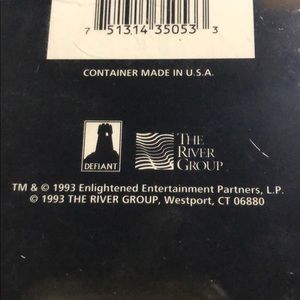 7 51314 35053 3
CONTAINER MADE IN U.S.A.
DEFIANT
THE
RIVER
GROUP
TM & © 1993 Enlightened Entertainment Partners, L.P.
© 1993 THE RIVER GROUP, Westport, CT 06880